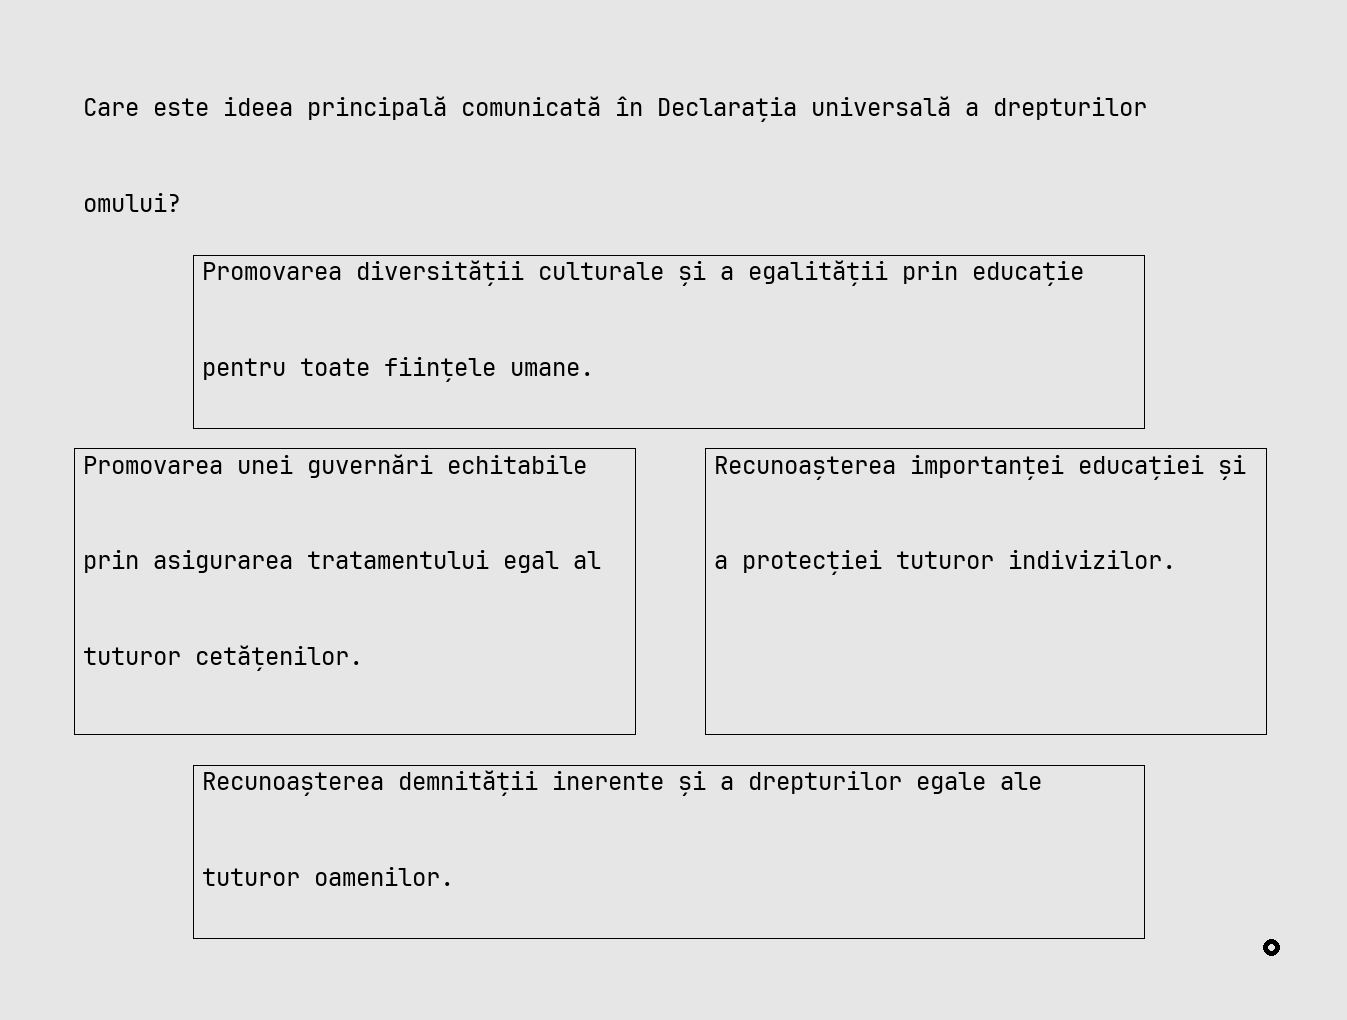 Care este ideea principală comunicată în Declarația universală a drepturilor
omului?
Promovarea diversității culturale și a egalității prin educație
pentru toate ființele umane.
Promovarea unei guvernări echitabile
prin asigurarea tratamentului egal al
tuturor cetățenilor.
Recunoașterea importanței educației și
a protecției tuturor indivizilor.
Recunoașterea demnității inerente și a drepturilor egale ale
tuturor oamenilor.